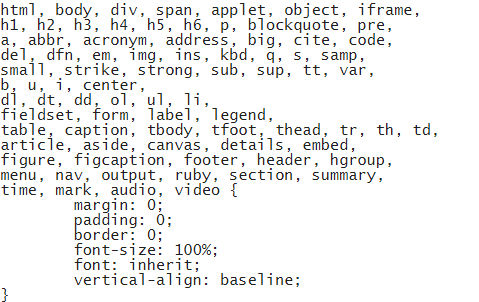 html, body, div, span, applet, object, iframe,
h1, h2, h3, h4, h5, h6, p, blockquote, pre,
a, abbr, acronym, address, big, cite, code,
del, dfn, em, img, ins, kbd, q, s, samp,
small, strike, strong, sub, sup, tt, var,
b, u, i, center,
dl, dt, dd, ol, ul, li,
fieldset, form, label, legend,
table, caption, tbody, tfoot, thead, tr, th, td,
article, aside, canvas, details, embed,
figure, figcaption, footer, header, hgroup,
menu, nav, output, ruby, section, summary,
time, mark, audio, video {
	margin: 0;
	padding: 0;
	border: 0;
	font-size: 100%;
	font: inherit;
	vertical-align: baseline;
}